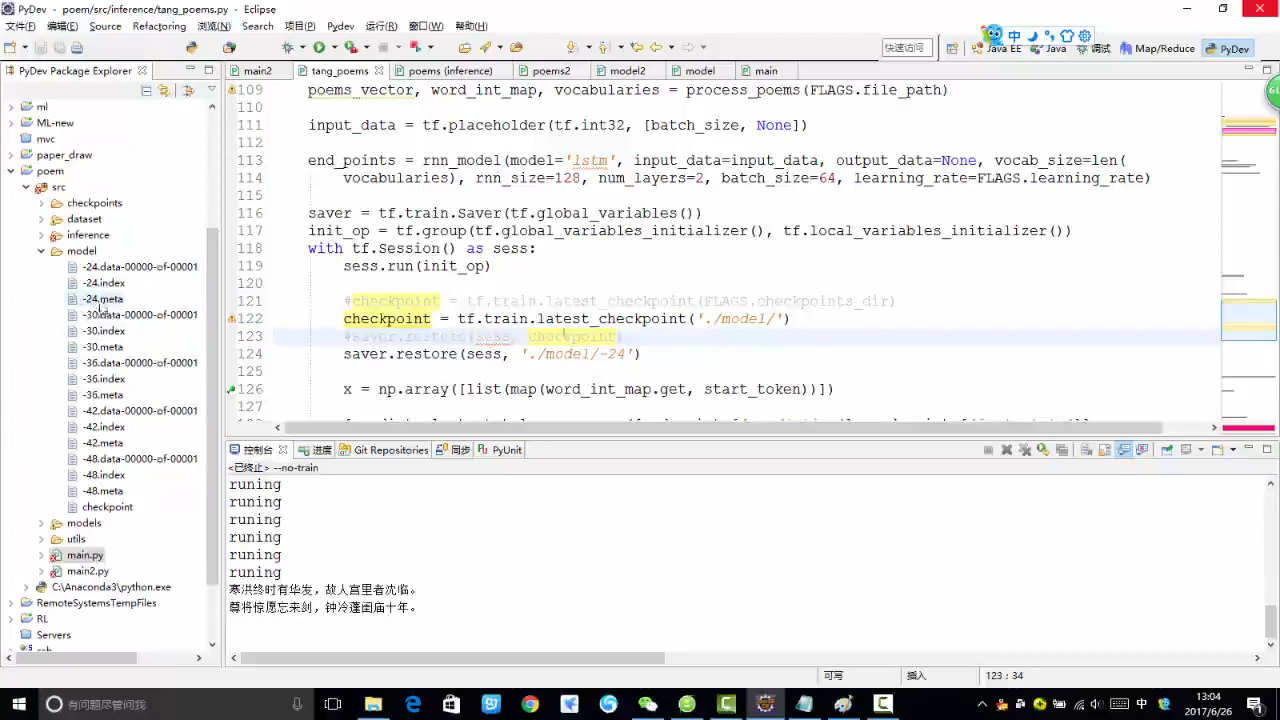 PyDev - poem/src/inference/tang_poems.py - Eclipse
文件(F) 编辑(E) Source Refactoring 浏览(N) Search 项目(P) Pydev 运行(R) 窗口(W) 帮助(H)
中
快速访问 Java EE Java 调试 Map/Reduce PyDev
PyDev Package Explorer
main2 tang_poems poems (inference) poems2 model2 model main
ml
ML-new
mvc
paper_draw
poem
src
checkpoints
dataset
inference
model
-24.data-00000-of-00001
-24.index
-24.meta
-30.data-00000-of-00001
-30.index
-30.meta
-36.data-00000-of-00001
-36.index
-36.meta
-42.data-00000-of-00001
-42.index
-42.meta
-48.data-00000-of-00001
-48.index
-48.meta
checkpoint
models
utils
main.py
main2.py
C:\Anaconda3\python.exe
RemoteSystemsTempFiles
RL
Servers
109 poems_vector, word_int_map, vocabularies = process_poems(FLAGS.file_path)
110
111 input_data = tf.placeholder(tf.int32, [batch_size, None])
112
113 end_points = rnn_model(model='lstm', input_data=input_data, output_data=None, vocab_size=len(
114 vocabularies), rnn_size=128, num_layers=2, batch_size=64, learning_rate=FLAGS.learning_rate)
115
116 saver = tf.train.Saver(tf.global_variables())
117 init_op = tf.group(tf.global_variables_initializer(), tf.local_variables_initializer())
118 with tf.Session() as sess:
119 sess.run(init_op)
120
121 #checkpoint = tf.train.latest_checkpoint(FLAGS.checkpoints_dir)
122 checkpoint = tf.train.latest_checkpoint('./model/')
123 #saver.restore(sess, checkpoint)
124 saver.restore(sess, './model/-24')
125
126 x = np.array([list(map(word_int_map.get, start_token))])
127
控制台 进度 Git Repositories 同步 PyUnit
<已终止> --no-train
runing
runing
runing
runing
runing
runing
寒洪终时有华发，故人宫里者沈临。
尊将惊愿忘来剑，钟冷蓬闺庙十年。
可写 插入 123 : 34
有问题尽管问我
中
13:04
2017/6/26